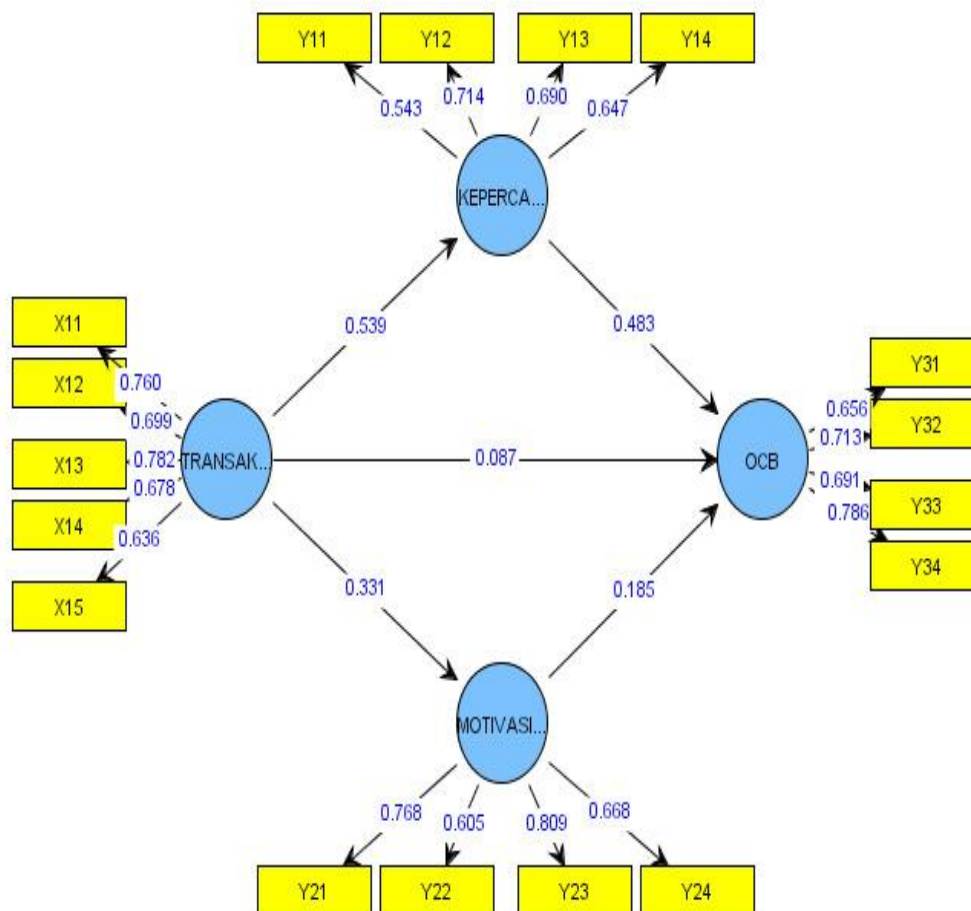 Y11
Y12
Y13
Y14
0.543
0.714
0.690
0.647
KEPERCA...
0.539
0.483
X11
X12
X13
X14
X15
0.760
0.699
0.782
0.678
0.636
TRANSAK...
0.087
OCB
0.656
0.713
0.691
0.786
Y31
Y32
Y33
Y34
0.331
0.185
MOTIVASI...
0.768
0.605
0.809
0.668
Y21
Y22
Y23
Y24